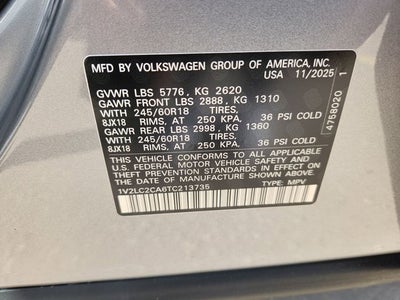 MFD BY VOLKSWAGEN GROUP OF AMERICA, INC.
USA 11/2025
GVWR LBS 5776, KG 2620
GAWR FRONT LBS 2888, KG 1310
WITH 245/60R18 TIRES,
8JX18 RIMS, AT 250 KPA, 36 PSI COLD
GAWR REAR LBS 2998, KG 1360
WITH 245/60R18 TIRES,
8JX18 RIMS, AT 250 KPA, 36 PSI COLD
THIS VEHICLE CONFORMS TO ALL APPLICABLE
U.S. FEDERAL MOTOR VEHICLE SAFETY AND
THEFT PREVENTION STANDARDS IN EFFECT
ON THE DATE OF MANUFACTURE SHOWN ABOVE.
1V2LC2CA6TC213735 TYPE: MPV
4758020 1